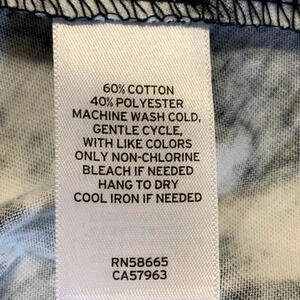 60% COTTON
40% POLYESTER
MACHINE WASH COLD,
GENTLE CYCLE,
WITH LIKE COLORS
ONLY NON-CHLORINE
BLEACH IF NEEDED
HANG TO DRY
COOL IRON IF NEEDED
RN58665
CA57963